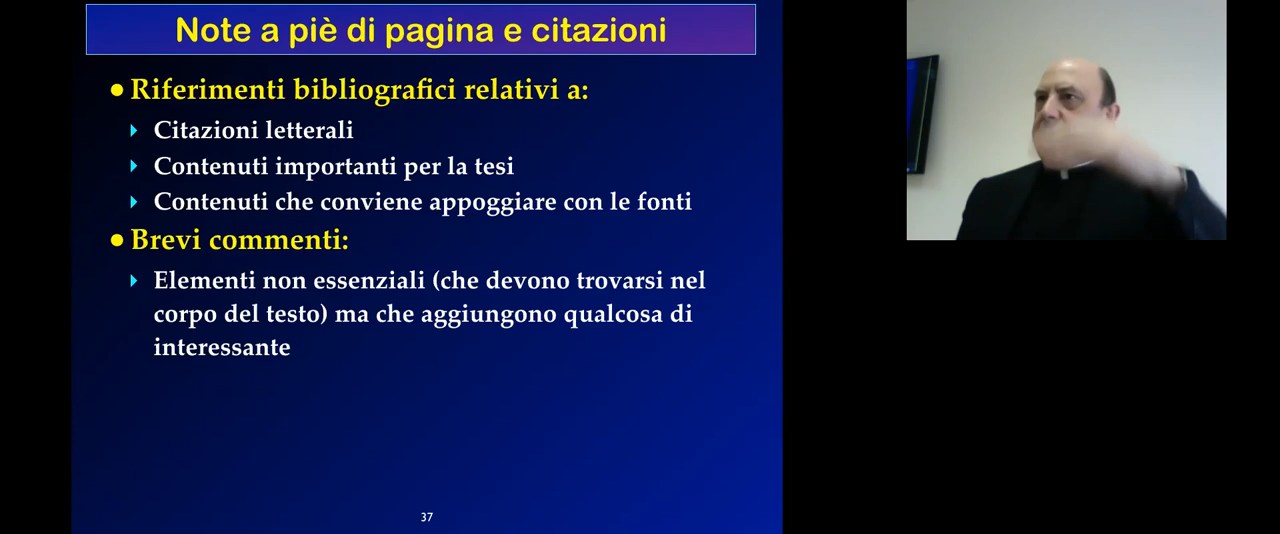 Note a piè di pagina e citazioni
Riferimenti bibliografici relativi a:
Citazioni letterali
Contenuti importanti per la tesi
Contenuti che conviene appoggiare con le fonti
Brevi commenti:
Elementi non essenziali (che devono trovarsi nel
corpo del testo) ma che aggiungono qualcosa di
interessante
37